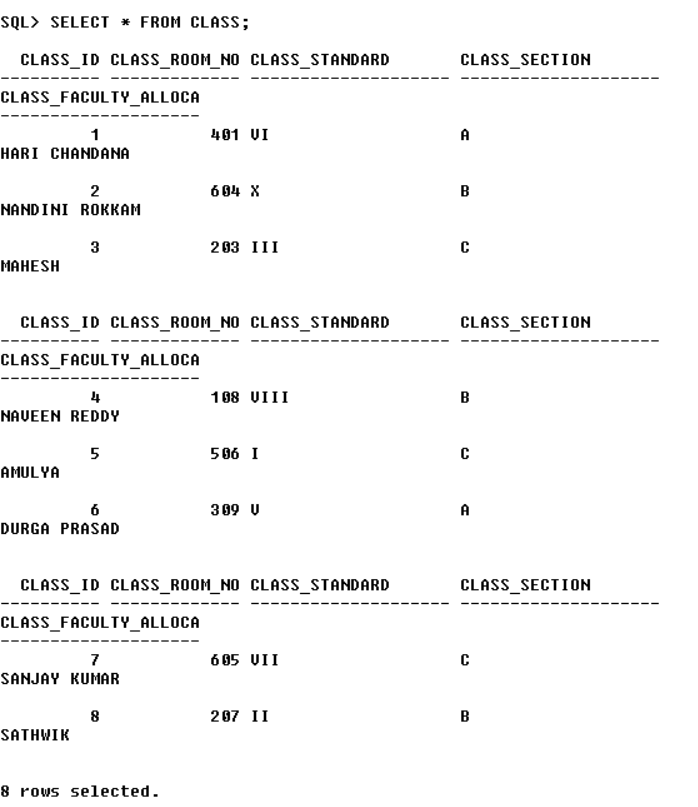 SQL> SELECT * FROM CLASS;
CLASS_ID CLASS_ROOM_NO CLASS_STANDARD CLASS_SECTION
---------- ------------- -------------------- --------------------
CLASS_FACULTY_ALLOCA
--------------------
1 401 VI A
HARI CHANDANA
2 604 X B
NANDINI ROKKAM
3 203 III C
MAHESH
CLASS_ID CLASS_ROOM_NO CLASS_STANDARD CLASS_SECTION
---------- ------------- -------------------- --------------------
CLASS_FACULTY_ALLOCA
--------------------
4 108 VIII B
NAVEEN REDDY
5 506 I C
AMULYA
6 309 V A
DURGA PRASAD
CLASS_ID CLASS_ROOM_NO CLASS_STANDARD CLASS_SECTION
---------- ------------- -------------------- --------------------
CLASS_FACULTY_ALLOCA
--------------------
7 605 VII C
SANJAY KUMAR
8 207 II B
SATHWIK
8 rows selected.